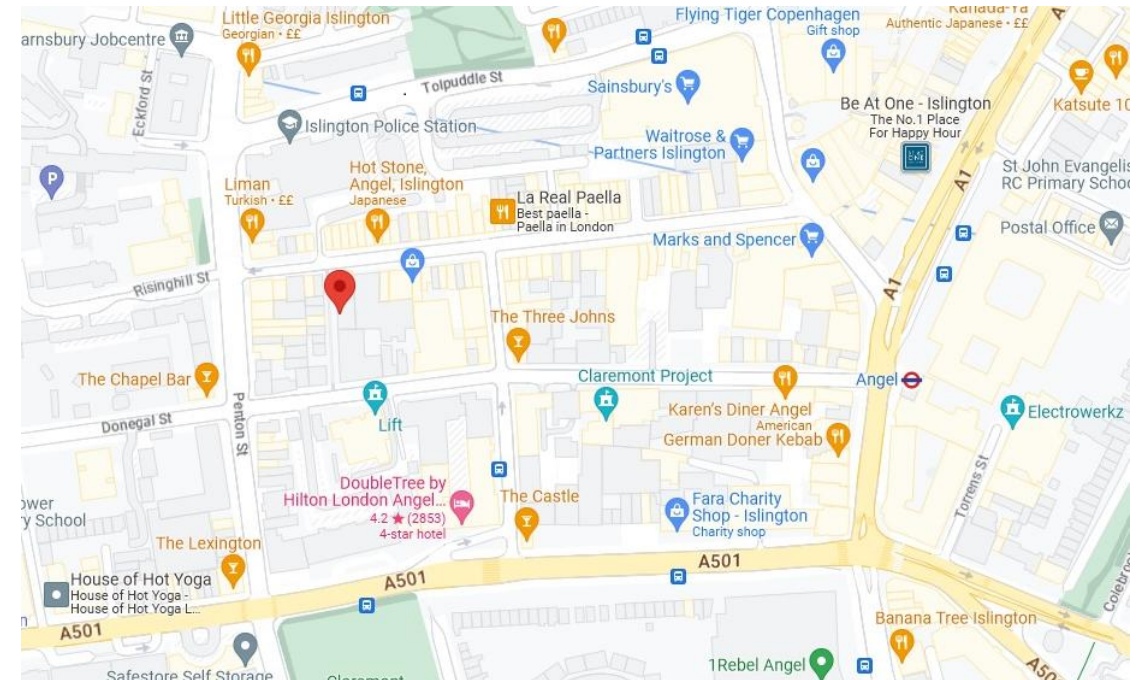 Little Georgia Islington
Georgian • ££
arnsbury Jobcentre
Flying Tiger Copenhagen
Gift shop
Kanada-Ya
Authentic Japanese • ££
A
Eckford St
Tolpuddle St
Sainsbury's
Katsute 10
Be At One - Islington
The No.1 Place
For Happy Hour
Islington Police Station
Waitrose &
Partners Islington
P
Hot Stone,
Angel, Islington
Japanese
Liman
Turkish • ££
La Real Paella
Best paella -
Paella in London
A1
St John Evangelis
RC Primary Schoo
Postal Office
Marks and Spencer
Risinghill St
A1
The Three Johns
The Chapel Bar
Claremont Project
Angel
Penton St
Lift
Karen's Diner Angel
American
German Doner Kebab
Electrowerkz
Donegal St
DoubleTree by
Hilton London Angel...
4.2 ★ (2853)
4-star hotel
The Castle
Fara Charity
Shop - Islington
Charity shop
Torrens St
ower
ry School
The Lexington
A501
A501
House of Hot Yoga
House of Hot Yoga -
House of Hot Yoga L...
n
A501
Colebro
Banana Tree Islington
1Rebel Angel
A50
Safestore Self Storage
Claremont